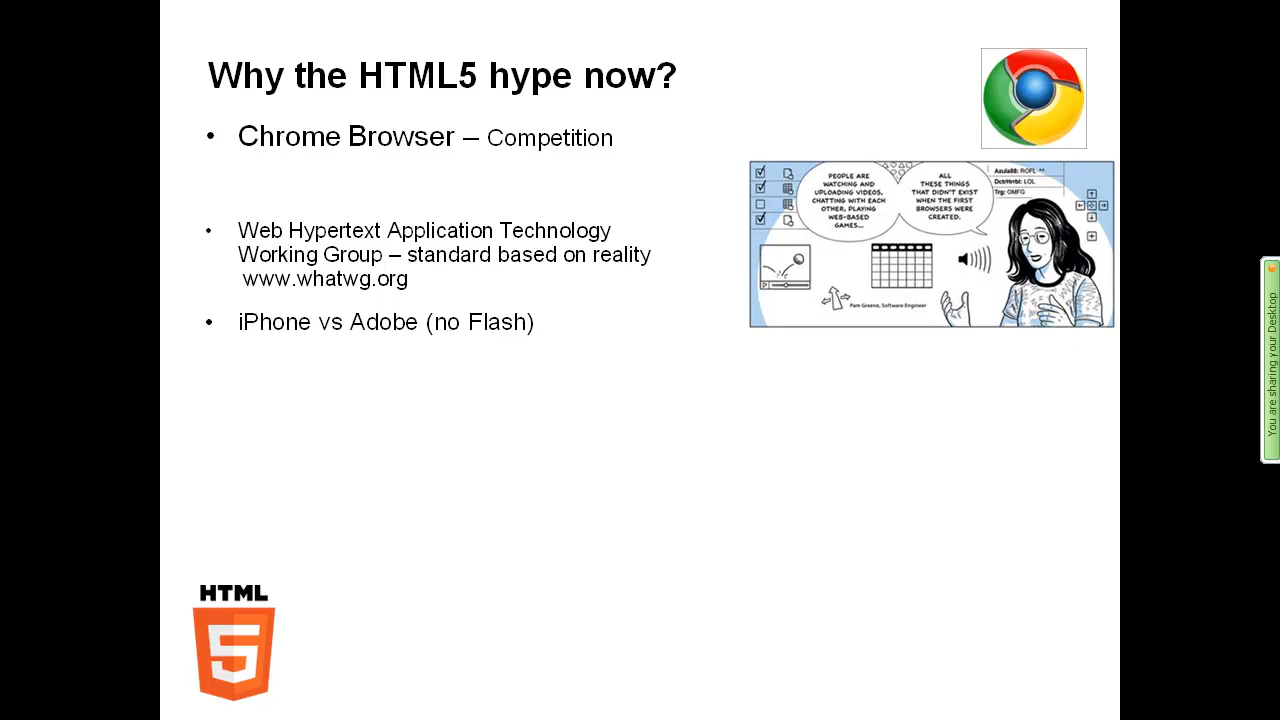 Why the HTML5 hype now?
• Chrome Browser – Competition
• Web Hypertext Application Technology
Working Group – standard based on reality
www.whatwg.org
• iPhone vs Adobe (no Flash)
PEOPLE ARE
WATCHING AND
UPLOADING VIDEOS,
CHATTING WITH EACH
OTHER, PLAYING
WEB-BASED
GAMES...
ALL
THESE THINGS
THAT DIDN'T EXIST
WHEN THE FIRST
BROWSERS WERE
CREATED.
Azula88: ROFL ^^
DctrHrrbl: LOL
Trg: OMFG
Pam Greene, Software Engineer
HTML
5
You are sharing your Desktop